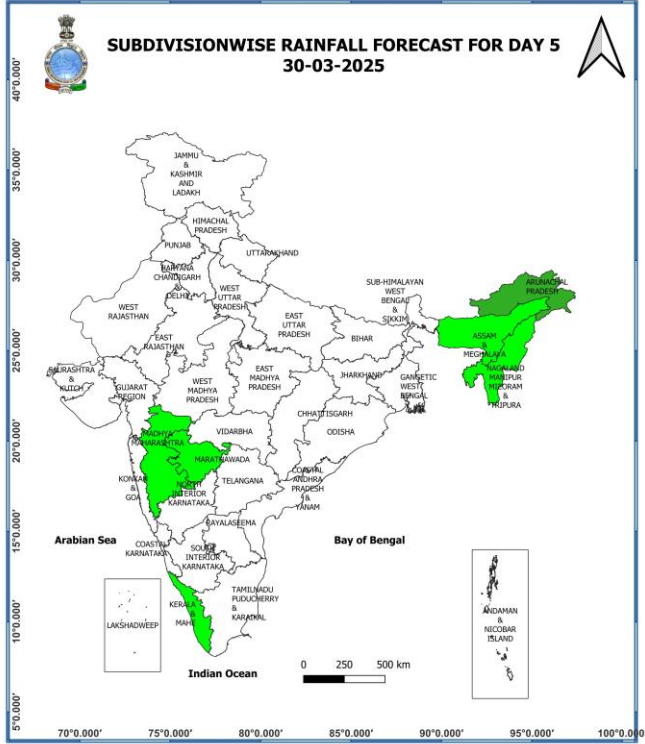 SUBDIVISIONWISE RAINFALL FORECAST FOR DAY 5
30-03-2025
40°0.000'
35°0.000'
30°0.000'
25°0.000'
20°0.000'
15°0.000'
10°0.000'
5°0.000'
JAMMU
&
KASHMIR
AND
LADAKH
HIMACHAL
PRADESH
PUNJAB
UTTARAKHAND
HARYANA
CHANDIGARH
&
DELHI
WEST
UTTAR
PRADESH
SUB-HIMALAYAN
WEST
BENGAL
&
SIKKIM
ARUNACHAL
PRADESH
WEST
RAJASTHAN
EAST
RAJASTHAN
EAST
UTTAR
PRADESH
BIHAR
ASSAM
&
MEGHALAYA
NAGALAND
MANIPUR
MIZORAM
&
TRIPURA
SAURASHTRA
&
KUTCH
GUJARAT
REGION
WEST
MADHYA
PRADESH
EAST
MADHYA
PRADESH
JHARKHAND
GANGETIC
WEST
BENGAL
CHHATTISGARH
ODISHA
MADHYA
MAHARASHTRA
VIDARBHA
MARATHAWADA
KONKAN
&
GOA
NORTH
INTERIOR
KARNATAKA
TELANGANA
COASTAL
ANDHRA
PRADESH
&
YANAM
RAYALASEEMA
Arabian Sea
Bay of Bengal
COASTAL
KARNATAKA
SOUTH
INTERIOR
KARNATAKA
LAKSHADWEEP
KERALA
&
MAHE
TAMILNADU
PUDUCHERRY
&
KARAIKAL
ANDAMAN
&
NICOBAR
ISLAND
Indian Ocean
0 250 500 km
70°0.000' 75°0.000' 80°0.000' 85°0.000' 90°0.000' 95°0.000' 100°0.000'